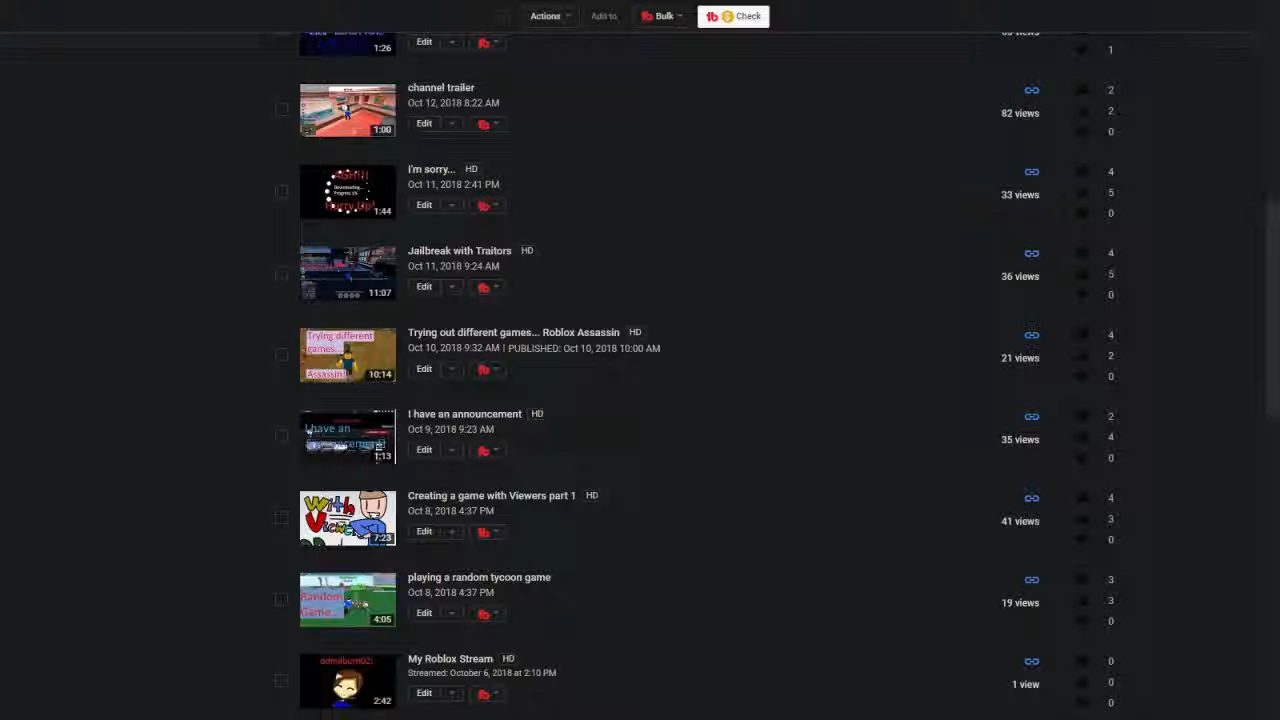 Actions
Add to
Bulk
Check
1:26
Edit
1
channel trailer
Oct 12, 2018 8:22 AM
1:00
Edit
82 views
2
2
0
I'm sorry... HD
Oct 11, 2018 2:41 PM
AGH!!!
Downloading...
Hurry Up!
1:44
Edit
33 views
4
5
0
Jailbreak with Traitors HD
Oct 11, 2018 9:24 AM
11:07
Edit
36 views
4
5
0
Trying out different games... Roblox Assassin HD
Oct 10, 2018 9:32 AM | PUBLISHED: Oct 10, 2018 10:00 AM
Trying different
games...
Assassin!
10:14
Edit
21 views
4
2
0
I have an announcement HD
Oct 9, 2018 9:23 AM
I have an
1:13
Edit
35 views
2
4
0
Creating a game with Viewers part 1 HD
Oct 8, 2018 4:37 PM
With
7:23
Edit
41 views
4
3
0
playing a random tycoon game
Oct 8, 2018 4:37 PM
Random
Game...
4:05
Edit
19 views
3
3
0
My Roblox Stream HD
Streamed: October 6, 2018 at 2:10 PM
2:42
Edit
1 view
0
0
0